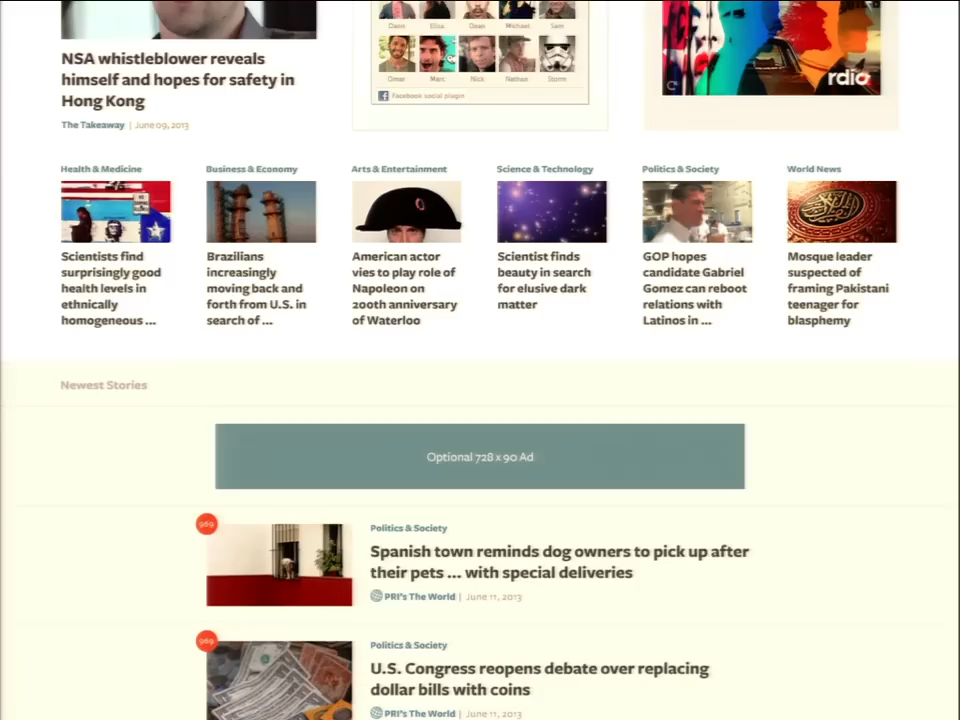 Daon Elisa Dean Michael Sam
Omar Marc Nick Nathan Storm
Facebook social plugin
rdio
NSA whistleblower reveals
himself and hopes for safety in
Hong Kong
The Takeaway | June 09, 2013
Health & Medicine
Scientists find
surprisingly good
health levels in
ethnically
homogeneous ...
Business & Economy
Brazilians
increasingly
moving back and
forth from U.S. in
search of ...
Arts & Entertainment
American actor
vies to play role of
Napoleon on
200th anniversary
of Waterloo
Science & Technology
Scientist finds
beauty in search
for elusive dark
matter
Politics & Society
GOP hopes
candidate Gabriel
Gomez can reboot
relations with
Latinos in ...
World News
Mosque leader
suspected of
framing Pakistani
teenager for
blasphemy
Newest Stories
Optional 728 x 90 Ad
969
Politics & Society
Spanish town reminds dog owners to pick up after
their pets ... with special deliveries
PRI's The World | June 11, 2013
969
Politics & Society
U.S. Congress reopens debate over replacing
dollar bills with coins
PRI's The World | June 11, 2013